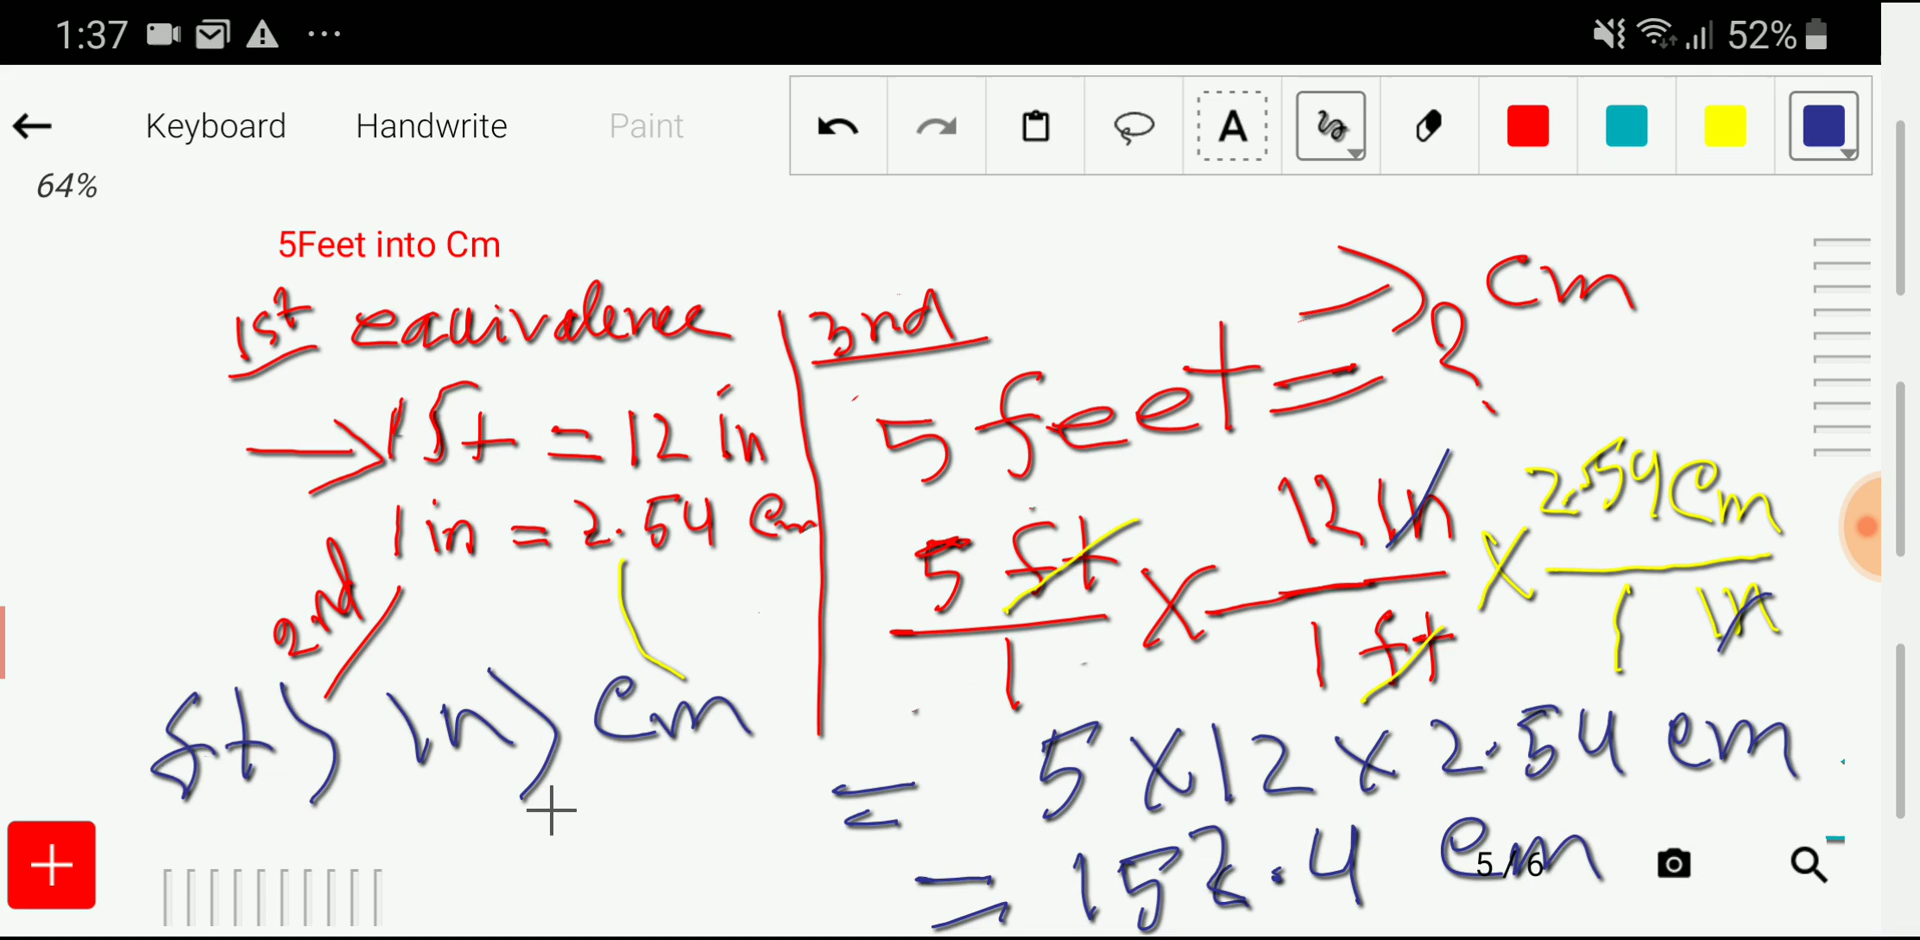 1:37 ... 52%
Keyboard Handwrite Paint A
64%
5Feet into Cm
1st equivalence
→ 1ft = 12 in
1 in = 2.54 cm
2nd
ft > in > cm
3rd
5 feet = ? → cm
5 ft / 1 × 12 in / 1 ft × 2.54 cm / 1 in
= 5 × 12 × 2.54 cm
= 152.4 cm
5 / 6